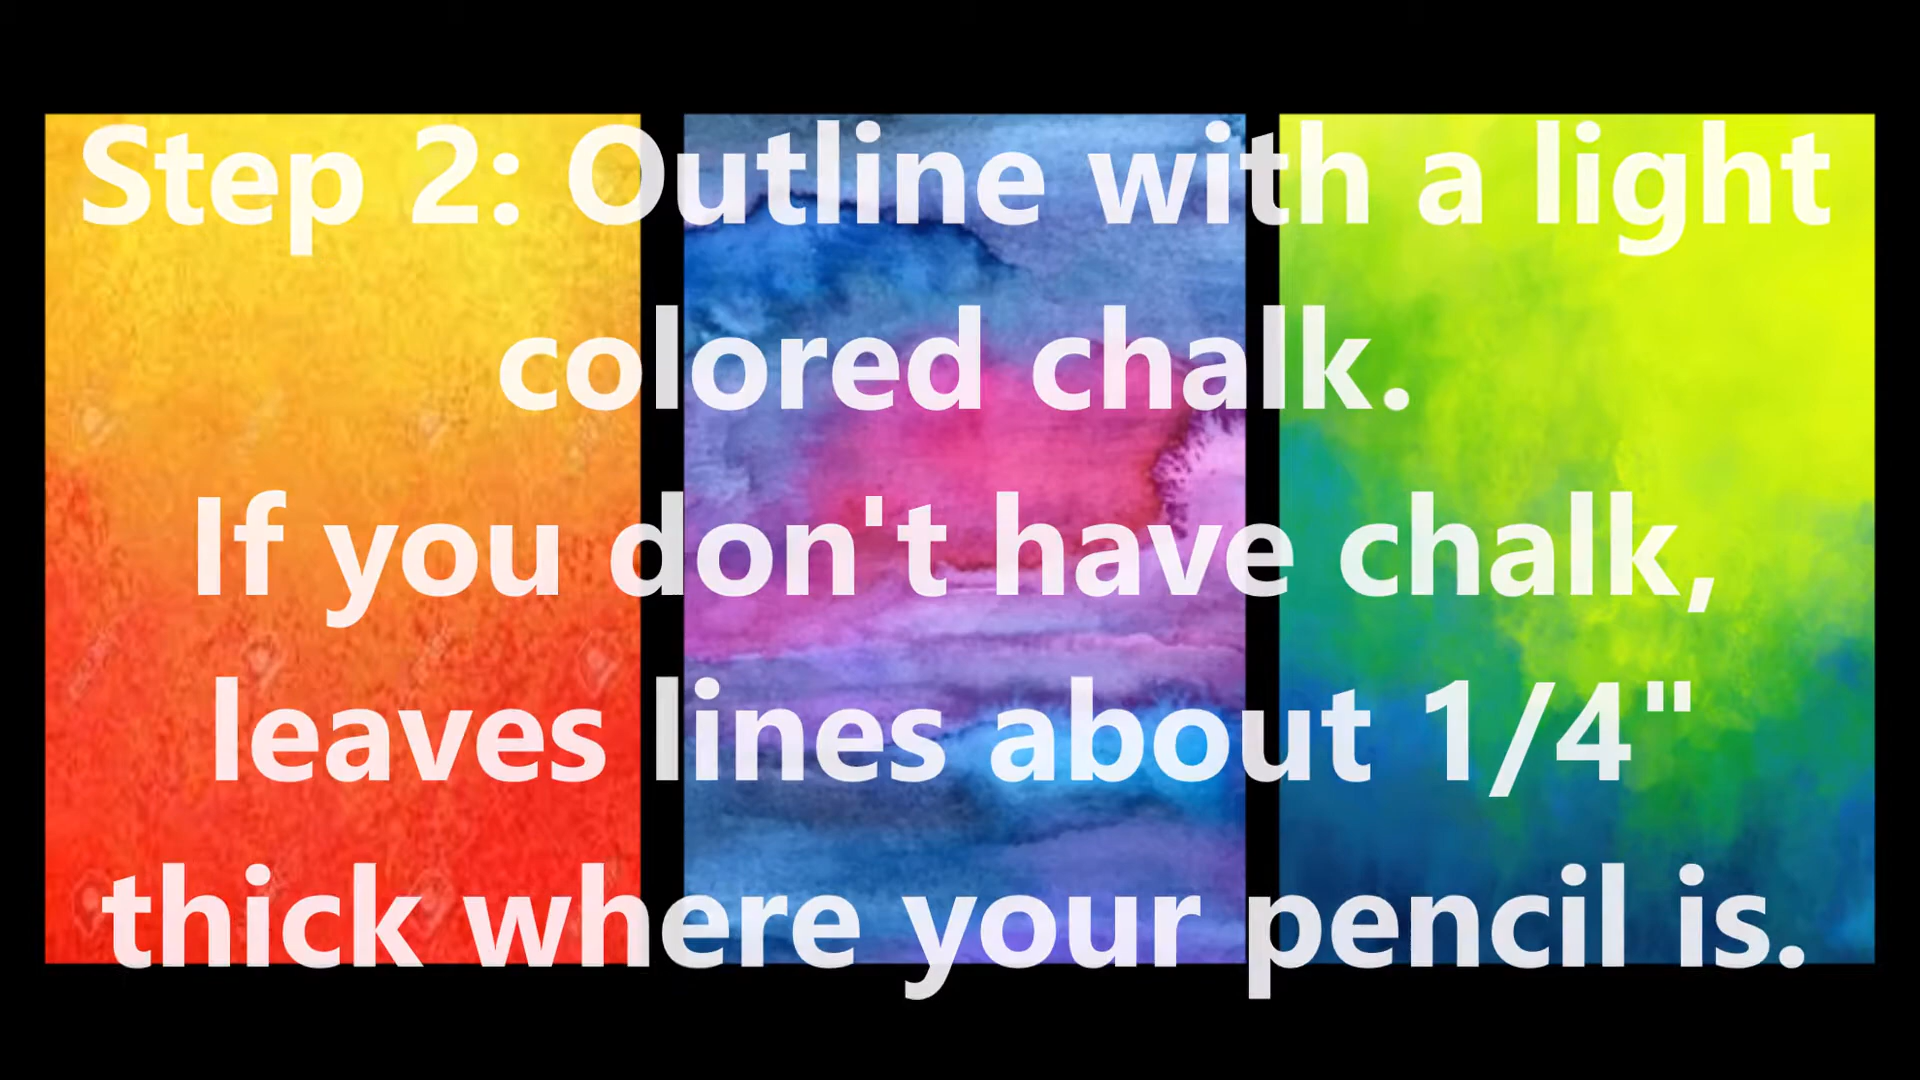 Step 2: Outline with a light
colored chalk.
If you don't have chalk,
leaves lines about 1/4"
thick where your pencil is.